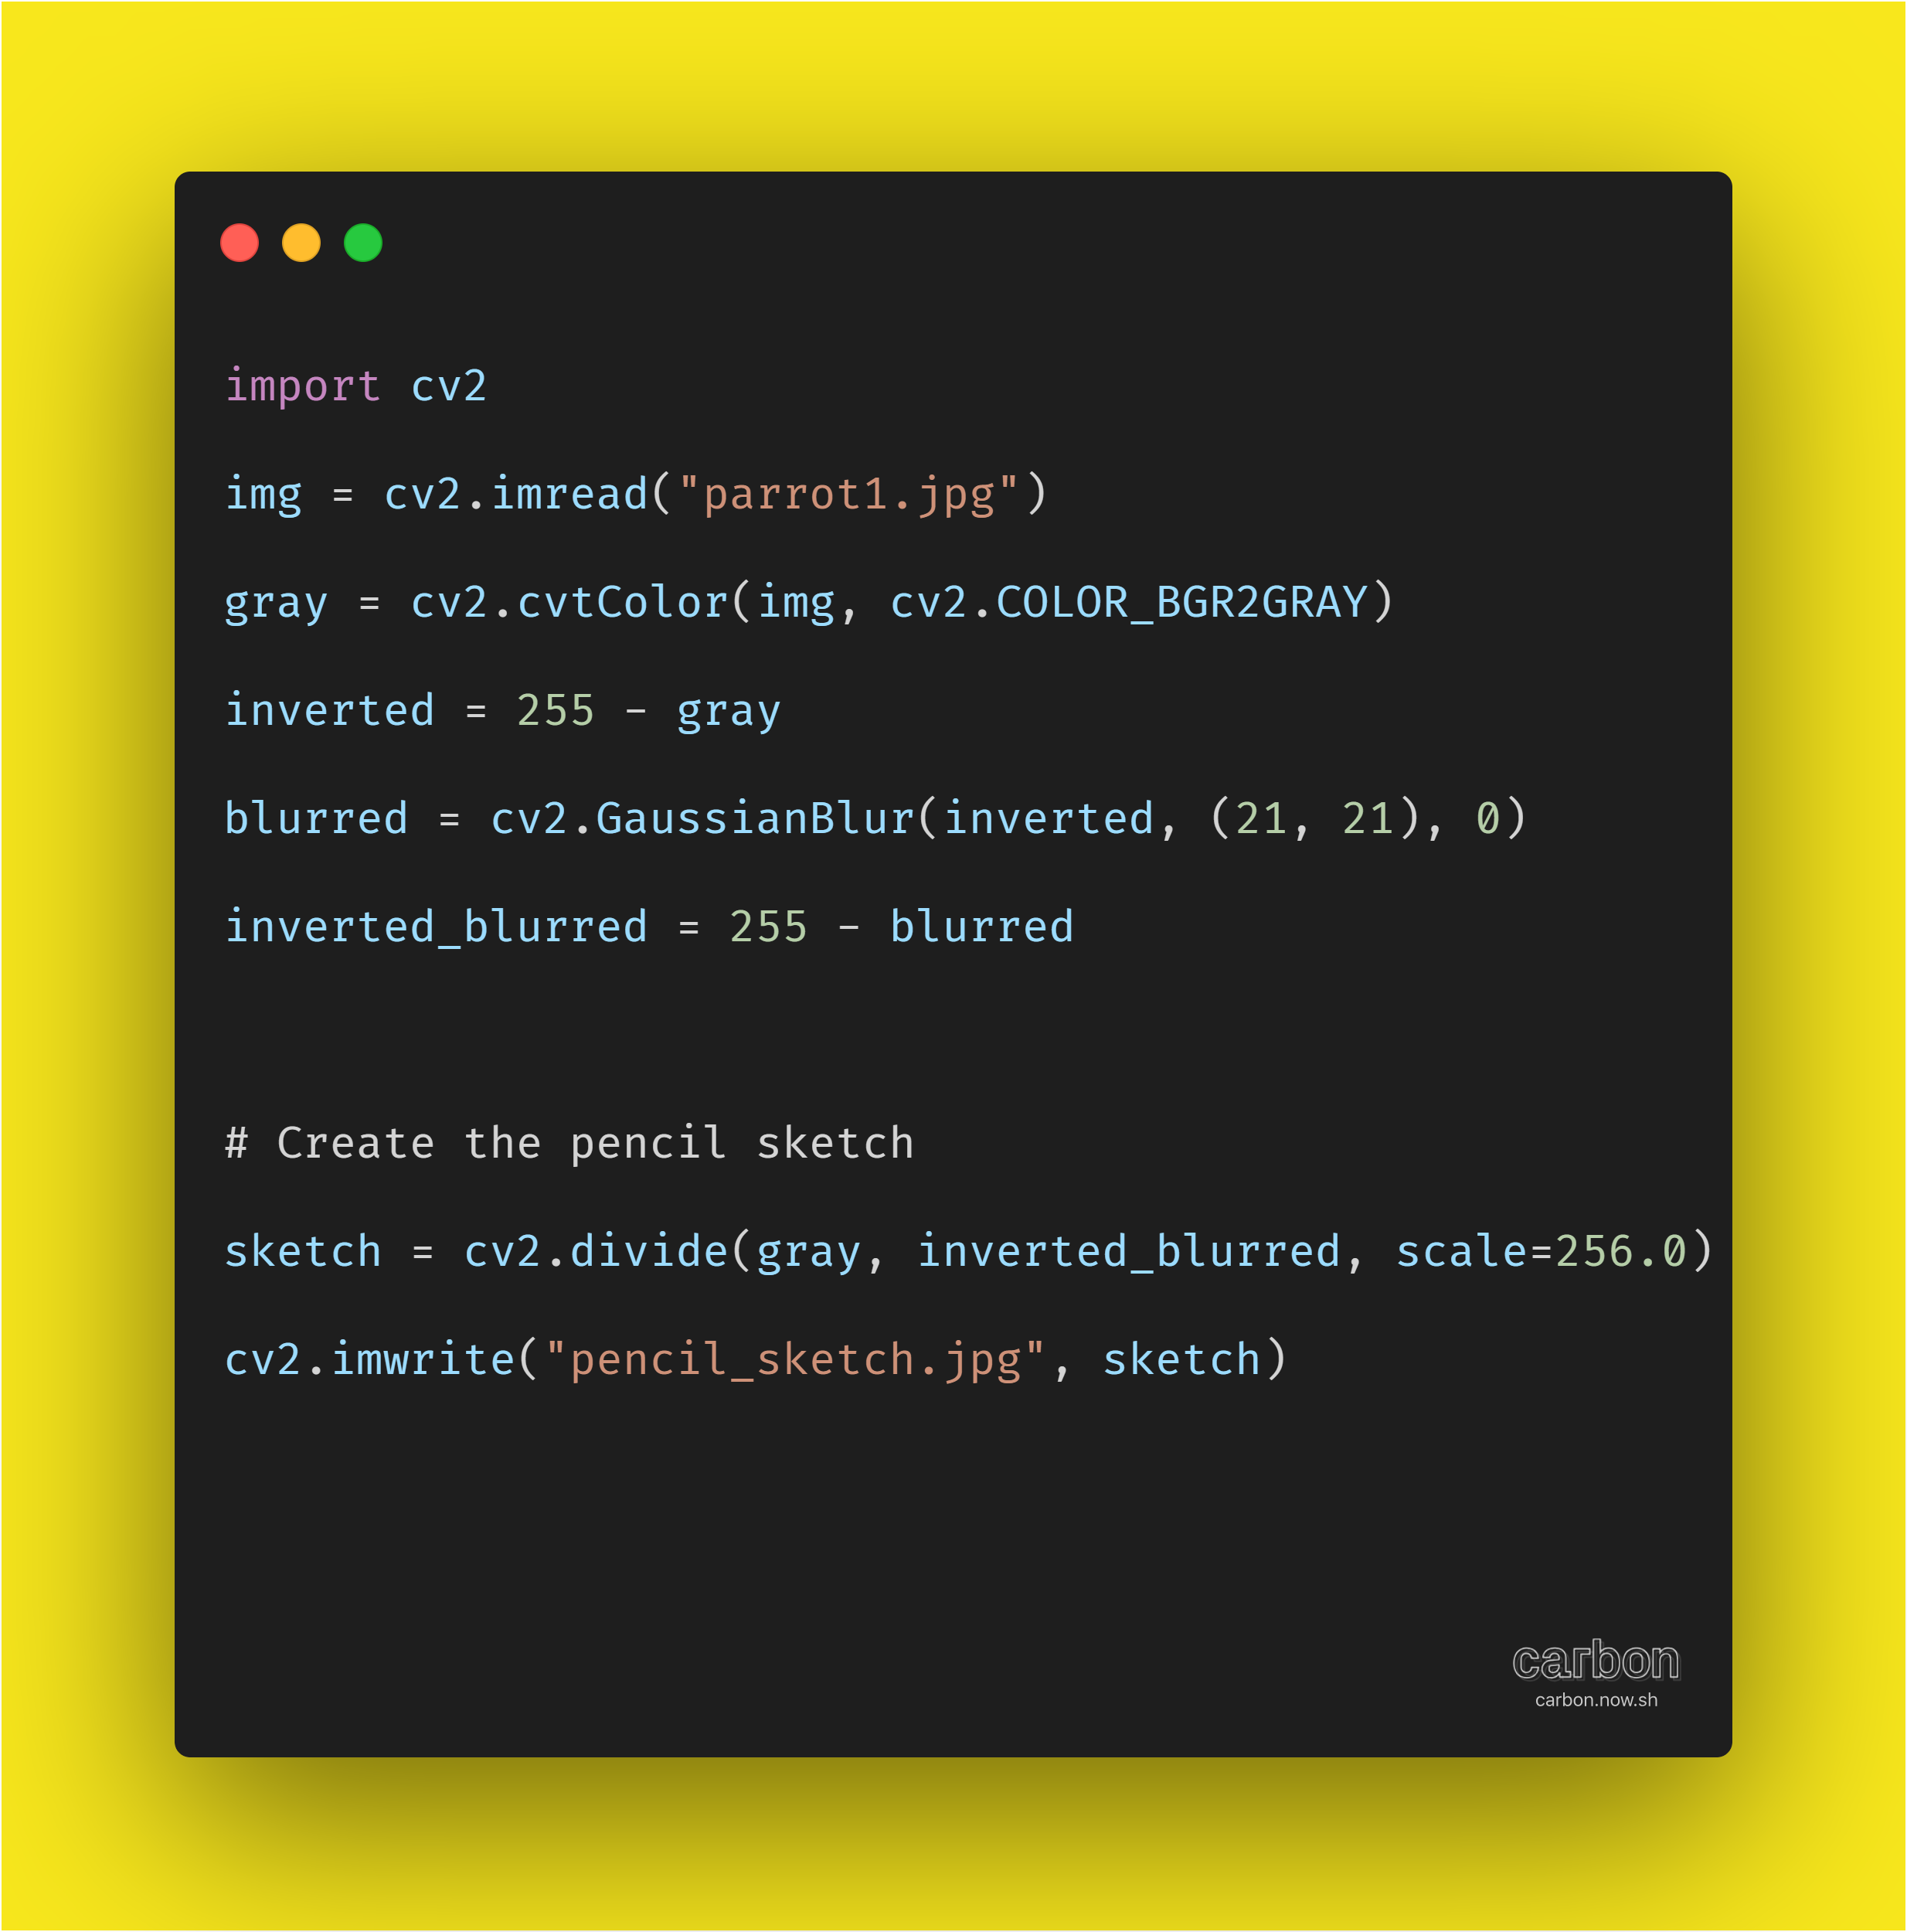 import cv2
img = cv2.imread("parrot1.jpg")
gray = cv2.cvtColor(img, cv2.COLOR_BGR2GRAY)
inverted = 255 - gray
blurred = cv2.GaussianBlur(inverted, (21, 21), 0)
inverted_blurred = 255 - blurred
# Create the pencil sketch
sketch = cv2.divide(gray, inverted_blurred, scale=256.0)
cv2.imwrite("pencil_sketch.jpg", sketch)
carbon
carbon.now.sh